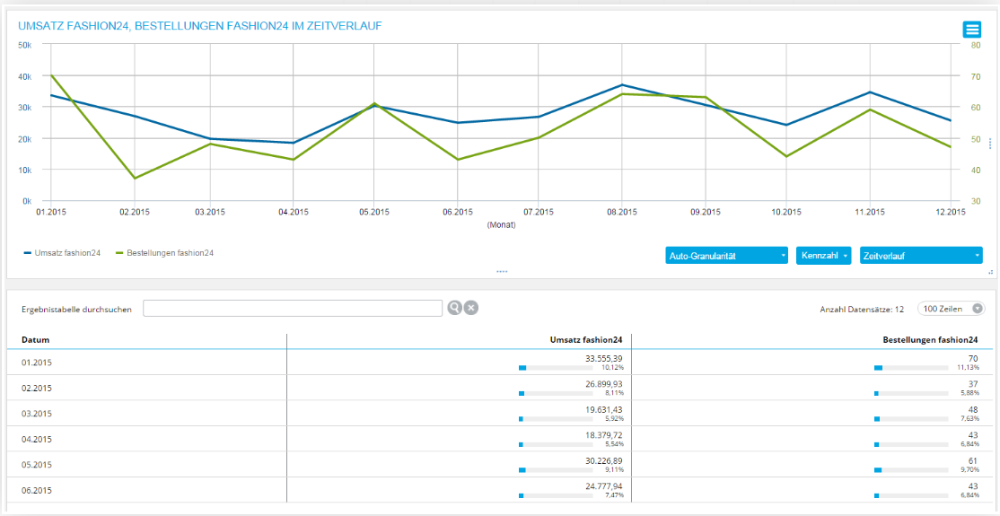 UMSATZ FASHION24, BESTELLUNGEN FASHION24 IM ZEITVERLAUF
50k 80
40k 70
30k 60
20k 50
10k 40
0k 30
01.2015 02.2015 03.2015 04.2015 05.2015 06.2015 07.2015 08.2015 09.2015 10.2015 11.2015 12.2015
(Monat)
Umsatz fashion24 Bestellungen fashion24 Auto-Granularität Kennzahl Zeitverlauf
Ergebnistabelle durchsuchen Anzahl Datensätze: 12 100 Zeilen
Datum Umsatz fashion24 Bestellungen fashion24
01.2015 33.555,39 70
10,12% 11,13%
02.2015 26.899,93 37
8,11% 5,88%
03.2015 19.631,43 48
5,92% 7,63%
04.2015 18.379,72 43
5,54% 6,84%
05.2015 30.226,89 61
9,11% 9,70%
06.2015 24.777,94 43
7,47% 6,84%